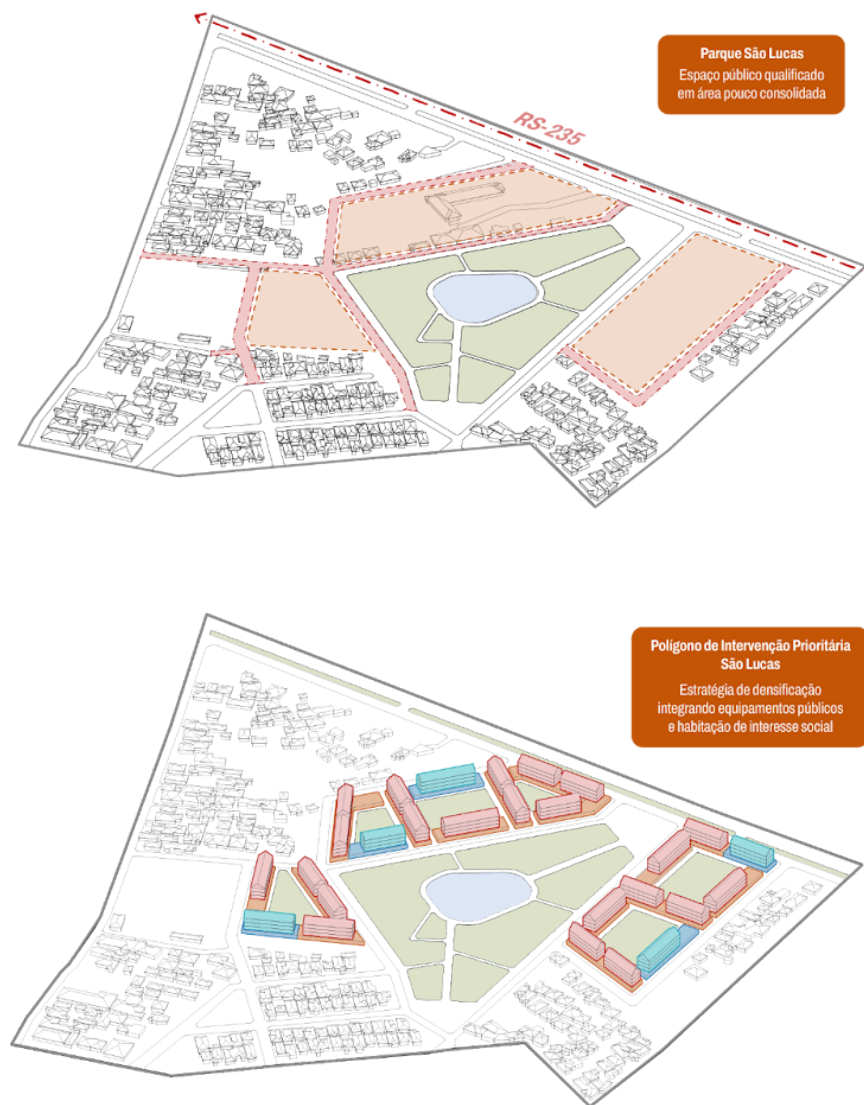 Parque São Lucas
Espaço público qualificado
em área pouco consolidada
RS-235
Polígono de Intervenção Prioritária
São Lucas
Estratégia de densificação
integrando equipamentos públicos
e habitação de interesse social